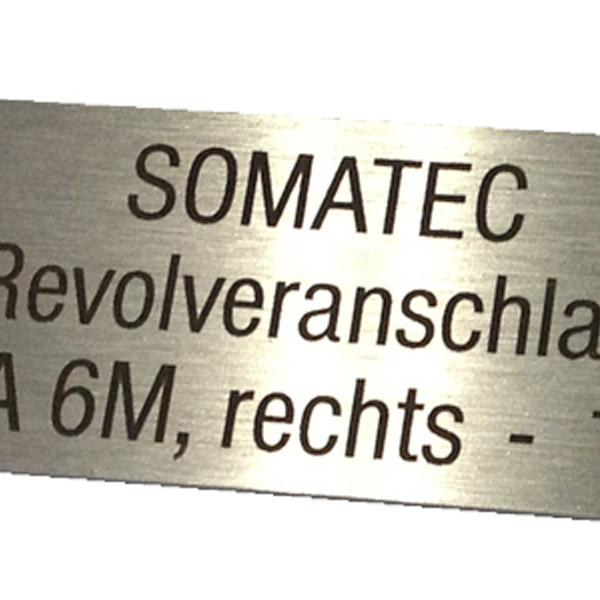 SOMATEC
Revolveranschla
A 6M, rechts -